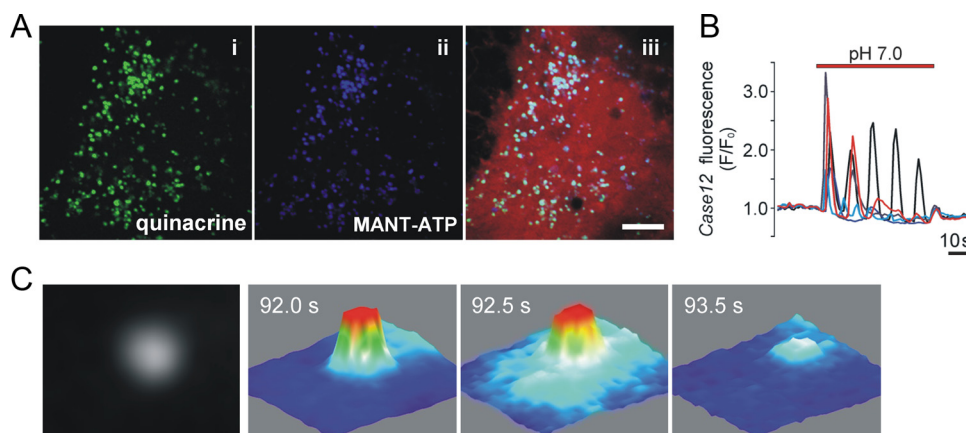 A
i
quinacrine
ii
MANT-ATP
iii
B
pH 7.0
Case12 fluorescence
(F/F₀)
3.0
2.0
1.0
10s
C
92.0 s
92.5 s
93.5 s